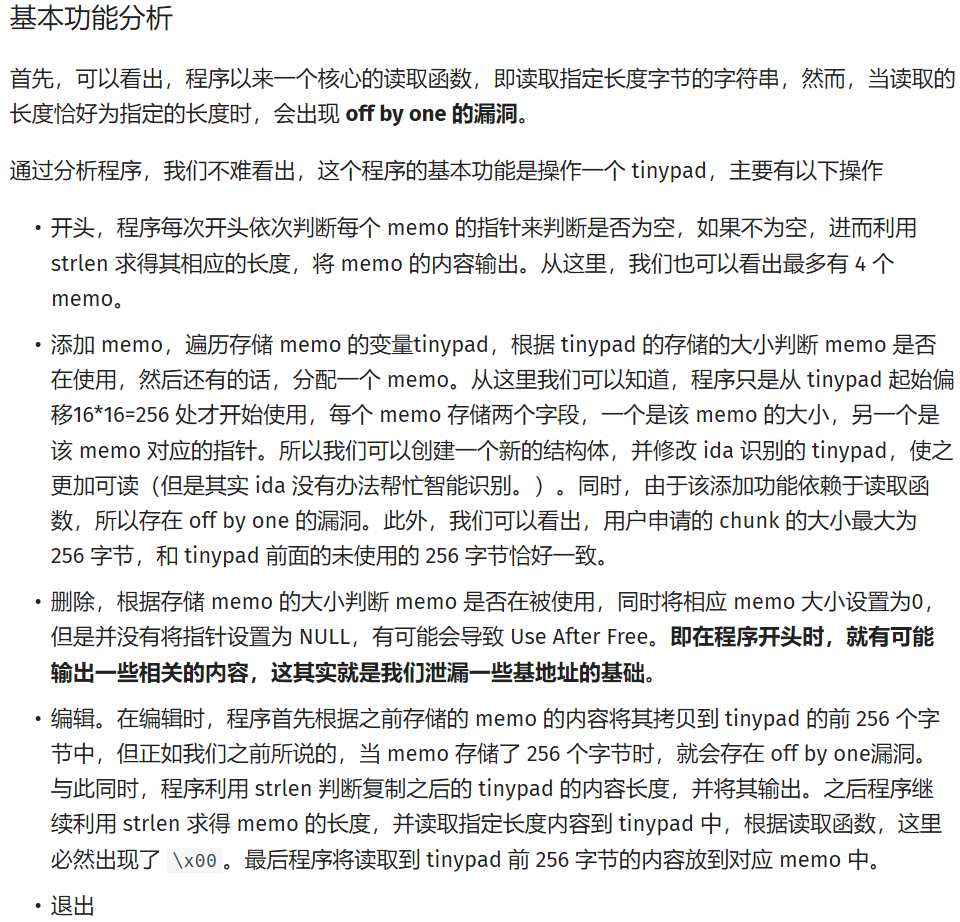 基本功能分析
首先，可以看出，程序以来一个核心的读取函数，即读取指定长度字节的字符串，然而，当读取的
长度恰好为指定的长度时，会出现 off by one 的漏洞。
通过分析程序，我们不难看出，这个程序的基本功能是操作一个 tinypad，主要有以下操作
• 开头，程序每次开头依次判断每个 memo 的指针来判断是否为空，如果不为空，进而利用
strlen 求得其相应的长度，将 memo 的内容输出。从这里，我们也可以看出最多有 4 个
memo。
• 添加 memo，遍历存储 memo 的变量tinypad，根据 tinypad 的存储的大小判断 memo 是否
在使用，然后还有的话，分配一个 memo。从这里我们可以知道，程序只是从 tinypad 起始偏
移16*16=256 处才开始使用，每个 memo 存储两个字段，一个是该 memo 的大小，另一个是
该 memo 对应的指针。所以我们可以创建一个新的结构体，并修改 ida 识别的 tinypad，使之
更加可读（但是其实 ida 没有办法帮忙智能识别。）。同时，由于该添加功能依赖于读取函
数，所以存在 off by one 的漏洞。此外，我们可以看出，用户申请的 chunk 的大小最大为
256 字节，和 tinypad 前面的未使用的 256 字节恰好一致。
• 删除，根据存储 memo 的大小判断 memo 是否在被使用，同时将相应 memo 大小设置为0，
但是并没有将指针设置为 NULL，有可能会导致 Use After Free。即在程序开头时，就有可能
输出一些相关的内容，这其实就是我们泄漏一些基地址的基础。
• 编辑。在编辑时，程序首先根据之前存储的 memo 的内容将其拷贝到 tinypad 的前 256 个字
节中，但正如我们之前所说的，当 memo 存储了 256 个字节时，就会存在 off by one漏洞。
与此同时，程序利用 strlen 判断复制之后的 tinypad 的内容长度，并将其输出。之后程序继
续利用 strlen 求得 memo 的长度，并读取指定长度内容到 tinypad 中，根据读取函数，这里
必然出现了 \x00 。最后程序将读取到 tinypad 前 256 字节的内容放到对应 memo 中。
• 退出